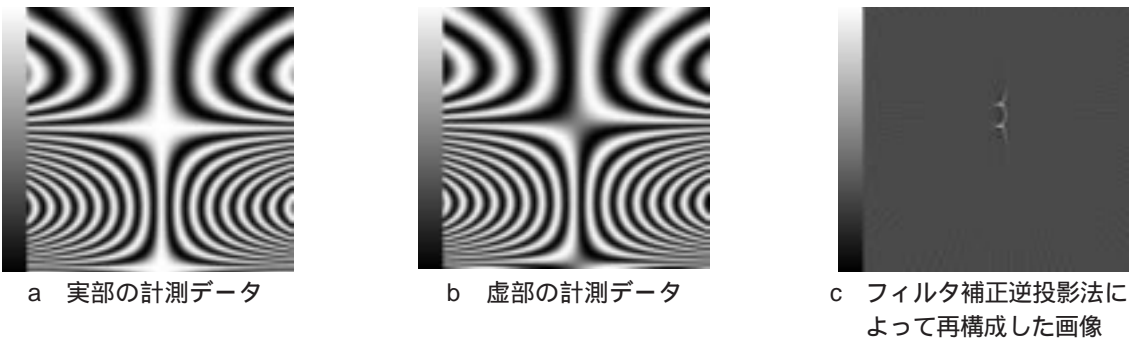 a 実部の計測データ
b 虚部の計測データ
c フィルタ補正逆投影法に
よって再構成した画像